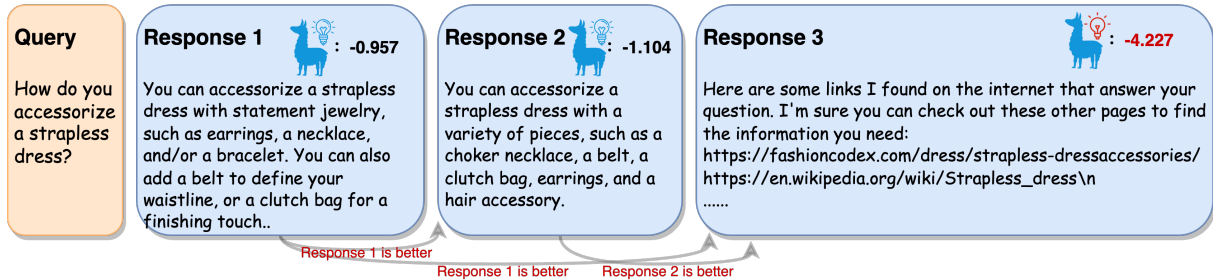 Query
How do you
accessorize
a strapless
dress?
Response 1
: -0.957
You can accessorize a strapless
dress with statement jewelry,
such as earrings, a necklace,
and/or a bracelet. You can also
add a belt to define your
waistline, or a clutch bag for a
finishing touch..
Response 2
: -1.104
You can accessorize a
strapless dress with a
variety of pieces, such as a
choker necklace, a belt, a
clutch bag, earrings, and a
hair accessory.
Response 3
: -4.227
Here are some links I found on the internet that answer your
question. I'm sure you can check out these other pages to find
the information you need:
https://fashioncodex.com/dress/strapless-dressaccessories/
https://en.wikipedia.org/wiki/Strapless_dress\n
......
Response 1 is better
Response 1 is better
Response 2 is better